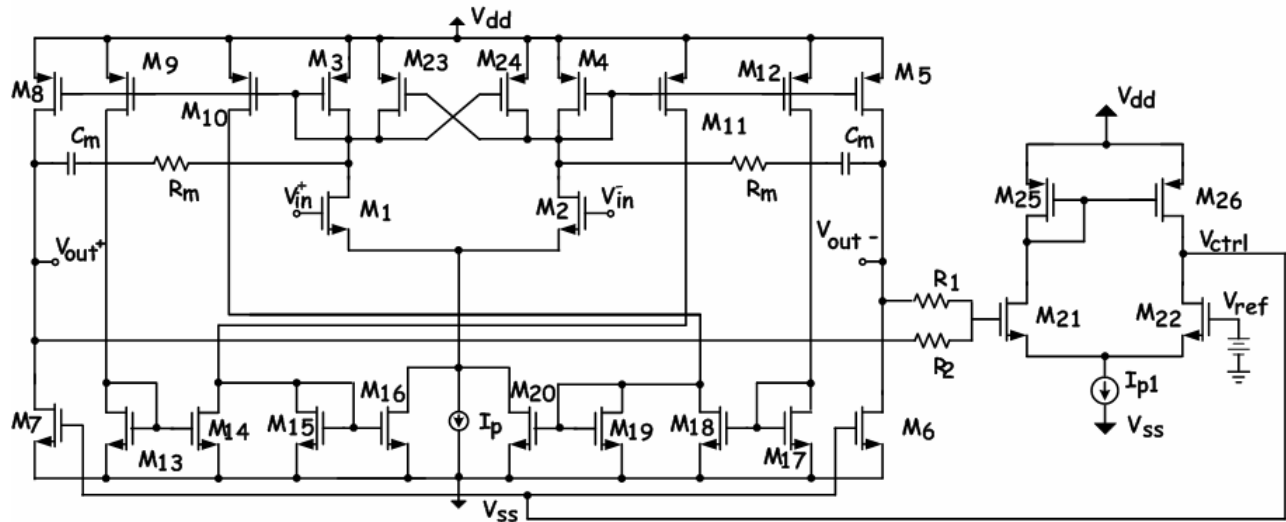 Vdd
M8
M9
M10
M3
M23
M24
M4
M11
M12
M5
Cm
Rm
Rm
Cm
Vin+
M1
M2
Vin-
Vout+
Vout-
Vdd
M25
M26
Vctrl
R1
R2
M21
M22
Vref
Ip1
Vss
M7
M13
M14
M15
M16
Ip
M20
M19
M18
M17
M6
Vss